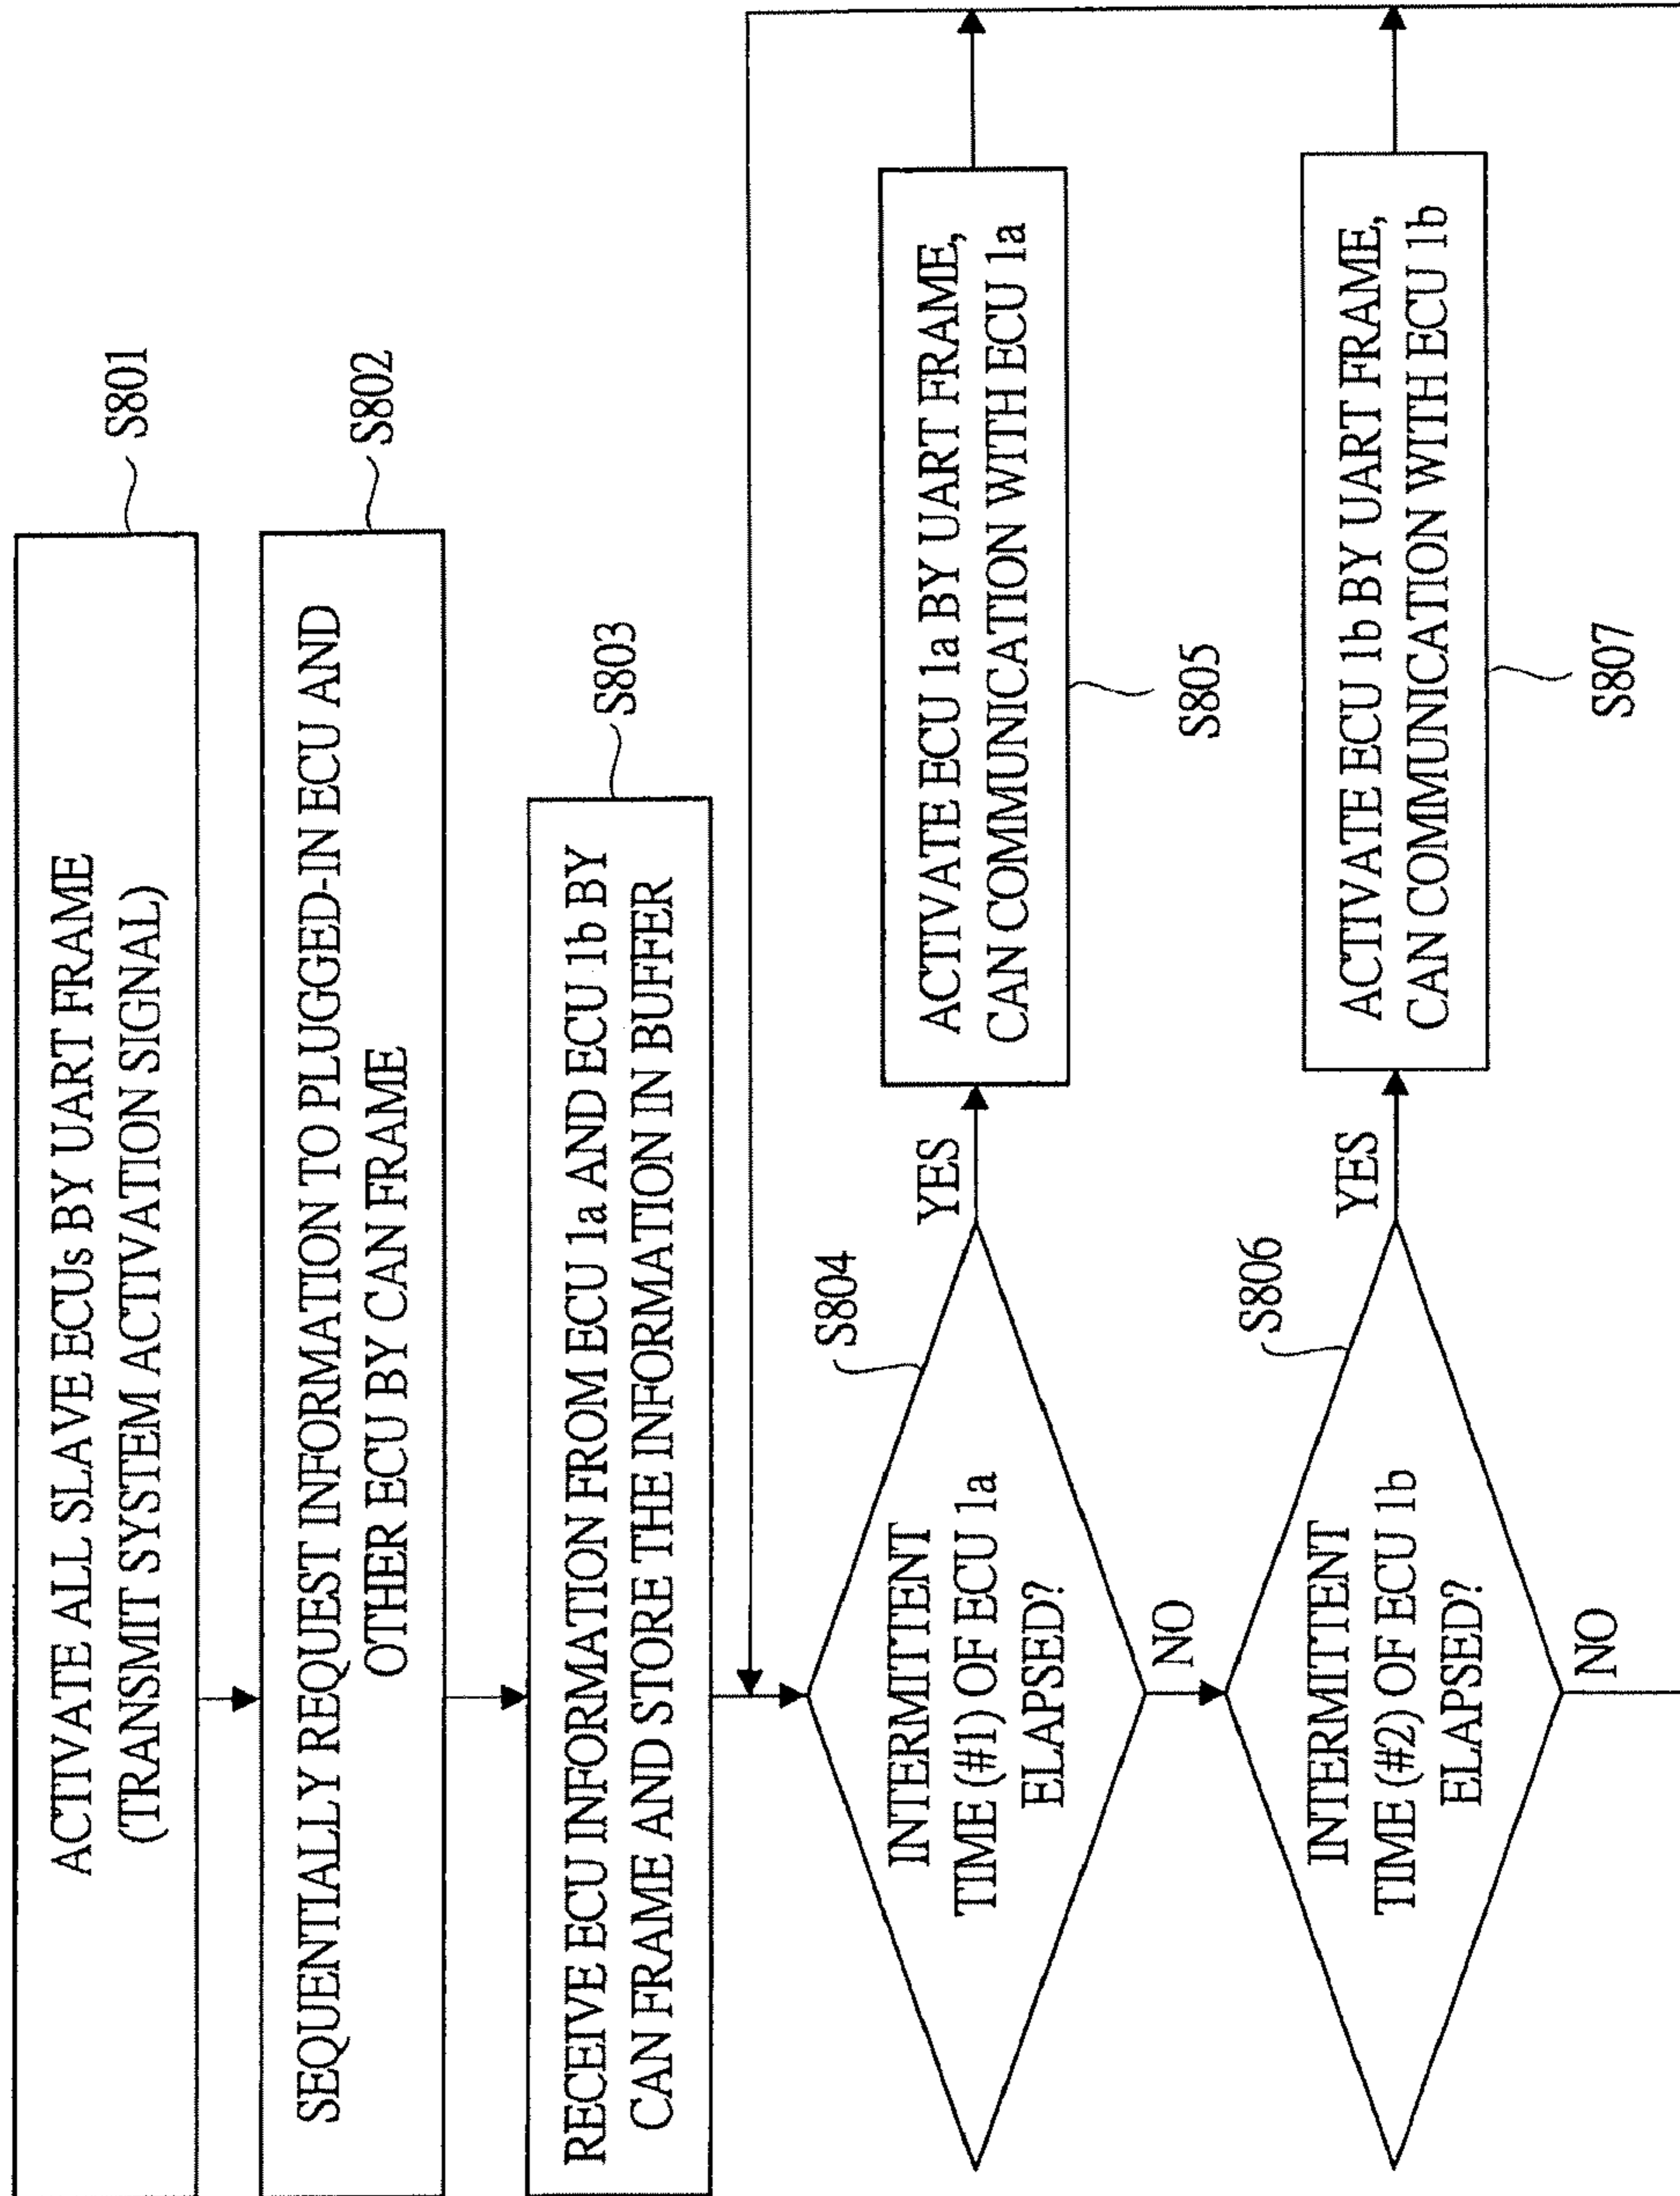 ACTIVATE ALL SLAVE ECUs BY UART FRAME
(TRANSMIT SYSTEM ACTIVATION SIGNAL)
S801
SEQUENTIALLY REQUEST INFORMATION TO PLUGGED-IN ECU AND
OTHER ECU BY CAN FRAME
S802
RECEIVE ECU INFORMATION FROM ECU 1a AND ECU 1b BY
CAN FRAME AND STORE THE INFORMATION IN BUFFER
S803
INTERMITTENT
TIME (#1) OF ECU 1a
ELAPSED?
S804
YES
NO
ACTIVATE ECU 1a BY UART FRAME,
CAN COMMUNICATION WITH ECU 1a
S805
INTERMITTENT
TIME (#2) OF ECU 1b
ELAPSED?
S806
YES
NO
ACTIVATE ECU 1b BY UART FRAME,
CAN COMMUNICATION WITH ECU 1b
S807